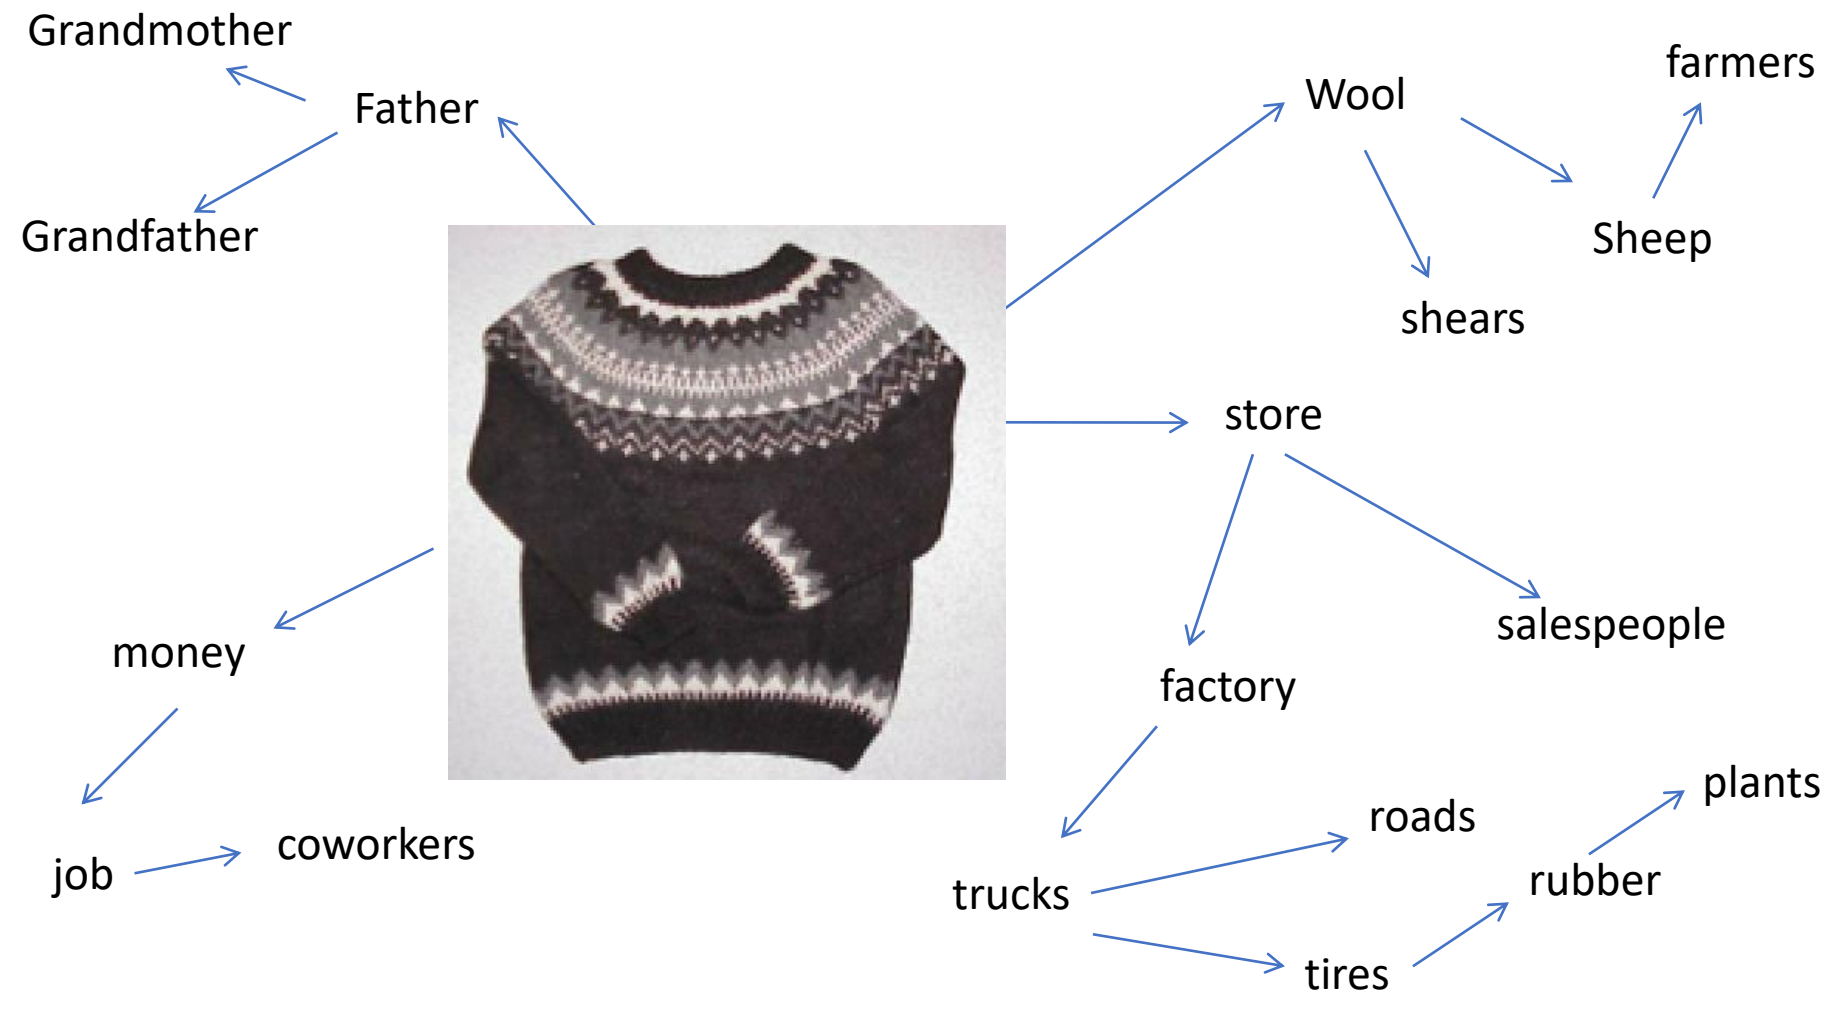 Grandmother
Father
Grandfather
Wool
farmers
Sheep
shears
store
salespeople
factory
money
job
coworkers
trucks
roads
tires
rubber
plants